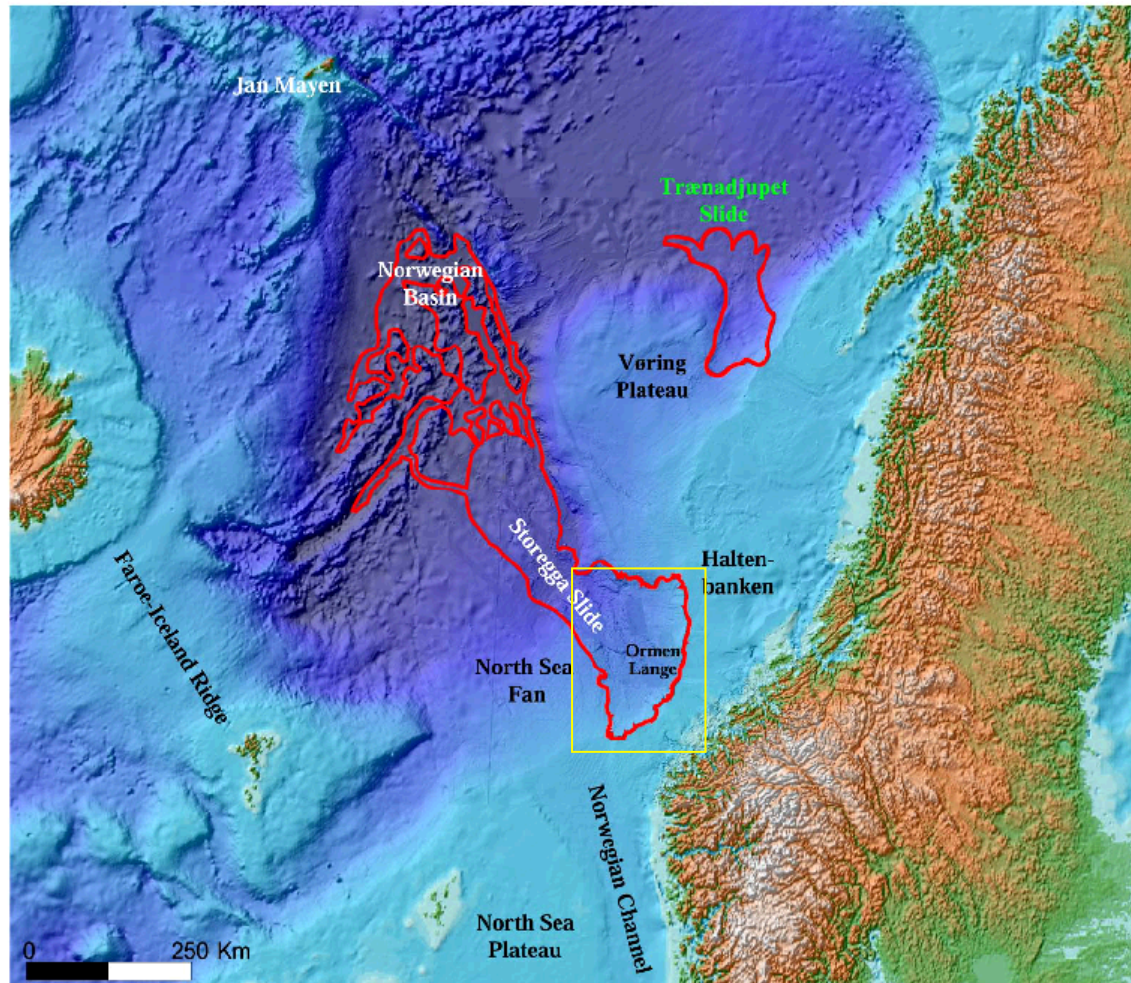 Jan Mayen
Trænadjupet
Slide
Norwegian
Basin
Vøring
Plateau
Storegga Slide
Halten-
banken
Faroe-Iceland Ridge
North Sea
Fan
Ormen
Lange
Norwegian Channel
North Sea
Plateau
0 250 Km